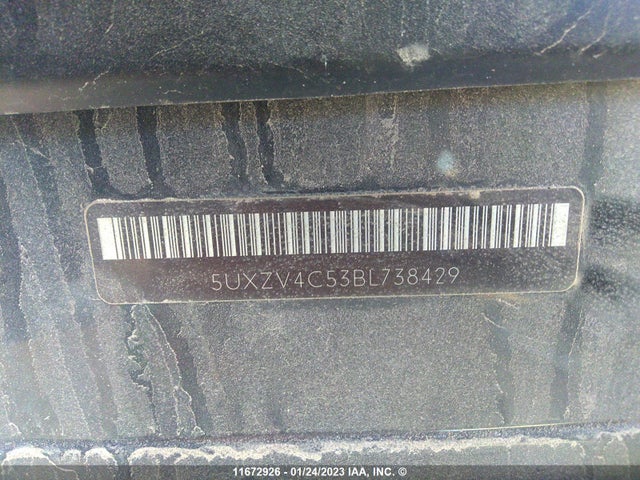 5UXZV4C53BL738429
11672926 - 01/24/2023 IAA, INC. ©